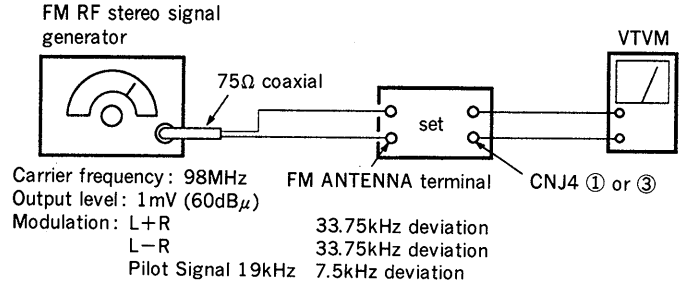 FM RF stereo signal
generator
VTVM
75Ω coaxial
set
Carrier frequency: 98MHz
FM ANTENNA terminal
CNJ4 ① or ③
Output level: 1mV (60dBμ)
Modulation: L+R 33.75kHz deviation
L−R 33.75kHz deviation
Pilot Signal 19kHz 7.5kHz deviation